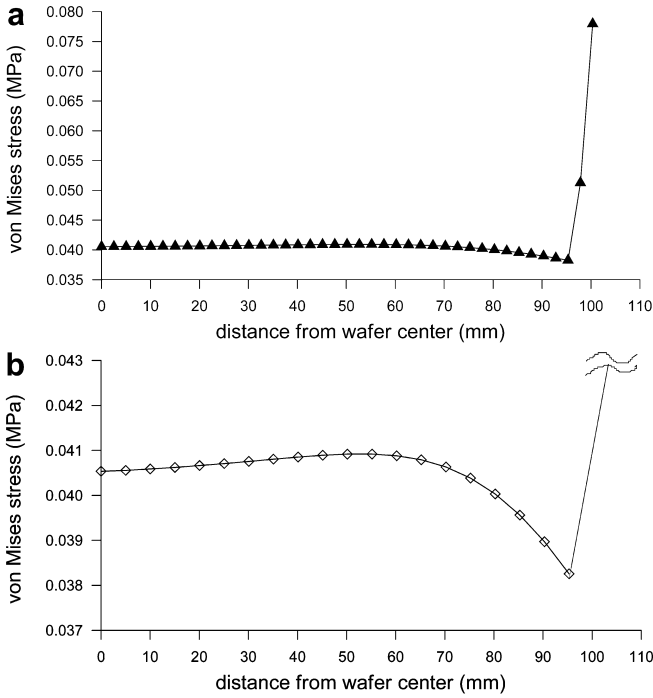 a
von Mises stress (MPa)
0.080
0.075
0.070
0.065
0.060
0.055
0.050
0.045
0.040
0.035
0 10 20 30 40 50 60 70 80 90 100 110
distance from wafer center (mm)
b
von Mises stress (MPa)
0.043
0.042
0.041
0.040
0.039
0.038
0.037
0 10 20 30 40 50 60 70 80 90 100 110
distance from wafer center (mm)